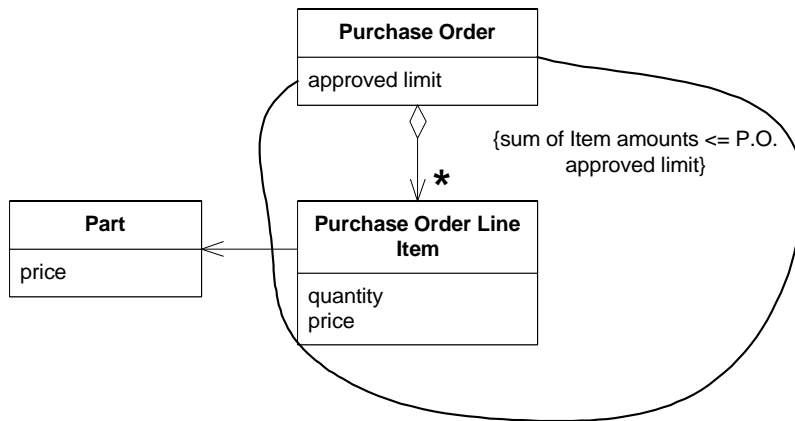 Purchase Order
approved limit
{sum of Item amounts <= P.O.
approved limit}
*
Part
price
Purchase Order Line
Item
quantity
price